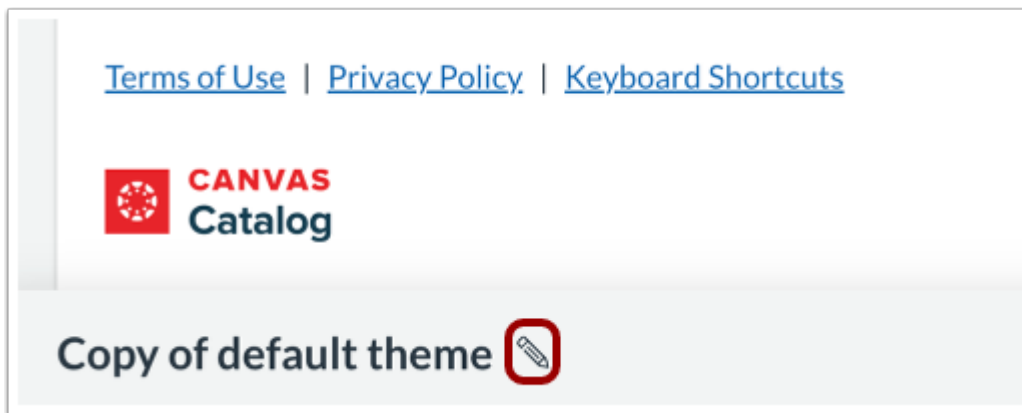 Terms of Use | Privacy Policy | Keyboard Shortcuts
CANVAS
Catalog
Copy of default theme